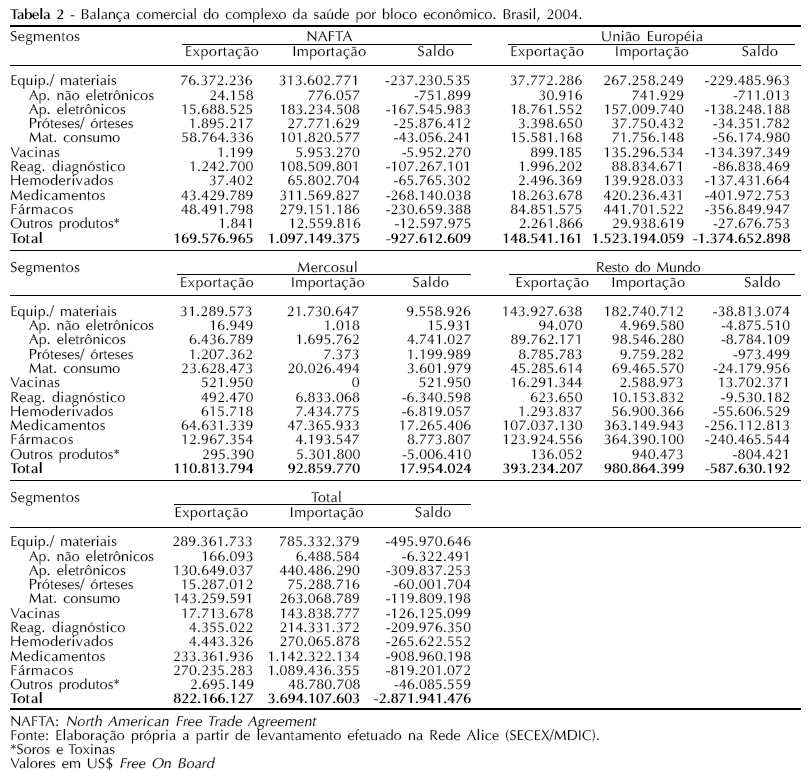 Tabela 2 - Balança comercial do complexo da saúde por bloco econômico. Brasil, 2004.
Segmentos NAFTA União Européia
Exportação Importação Saldo Exportação Importação Saldo
Equip./ materiais 76.372.236 313.602.771 -237.230.535 37.772.286 267.258.249 -229.485.963
Ap. não eletrônicos 24.158 776.057 -751.899 30.916 741.929 -711.013
Ap. eletrônicos 15.688.525 183.234.508 -167.545.983 18.761.552 157.009.740 -138.248.188
Próteses/ órteses 1.895.217 27.771.629 -25.876.412 3.398.650 37.750.432 -34.351.782
Mat. consumo 58.764.336 101.820.577 -43.056.241 15.581.168 71.756.148 -56.174.980
Vacinas 1.199 5.953.270 -5.952.270 899.185 135.296.534 -134.397.349
Reag. diagnóstico 1.242.700 108.509.801 -107.267.101 1.996.202 88.834.671 -86.838.469
Hemoderivados 37.402 65.802.704 -65.765.302 2.496.369 139.928.033 -137.431.664
Medicamentos 43.429.789 311.569.827 -268.140.038 18.263.678 420.236.431 -401.972.753
Fármacos 48.491.798 279.151.186 -230.659.388 84.851.575 441.701.522 -356.849.947
Outros produtos* 1.841 12.559.816 -12.597.975 2.261.866 29.938.619 -27.676.753
Total 169.576.965 1.097.149.375 -927.612.609 148.541.161 1.523.194.059 -1.374.652.898
Segmentos Mercosul Resto do Mundo
Exportação Importação Saldo Exportação Importação Saldo
Equip./ materiais 31.289.573 21.730.647 9.558.926 143.927.638 182.740.712 -38.813.074
Ap. não eletrônicos 16.949 1.018 15.931 94.070 4.969.580 -4.875.510
Ap. eletrônicos 6.436.789 1.695.762 4.741.027 89.762.171 98.546.280 -8.784.109
Próteses/ órteses 1.207.362 7.373 1.199.989 8.785.783 9.759.282 -973.499
Mat. consumo 23.628.473 20.026.494 3.601.979 45.285.614 69.465.570 -24.179.956
Vacinas 521.950 0 521.950 16.291.344 2.588.973 13.702.371
Reag. diagnóstico 492.470 6.833.068 -6.340.598 623.650 10.153.832 -9.530.182
Hemoderivados 615.718 7.434.775 -6.819.057 1.293.837 56.900.366 -55.606.529
Medicamentos 64.631.339 47.365.933 17.265.406 107.037.130 363.149.943 -256.112.813
Fármacos 12.967.354 4.193.547 8.773.807 123.924.556 364.390.100 -240.465.544
Outros produtos* 295.390 5.301.800 -5.006.410 136.052 940.473 -804.421
Total 110.813.794 92.859.770 17.954.024 393.234.207 980.864.399 -587.630.192
Segmentos Total
Exportação Importação Saldo
Equip./ materiais 289.361.733 785.332.379 -495.970.646
Ap. não eletrônicos 166.093 6.488.584 -6.322.491
Ap. eletrônicos 130.649.037 440.486.290 -309.837.253
Próteses/ órteses 15.287.012 75.288.716 -60.001.704
Mat. consumo 143.259.591 263.068.789 -119.809.198
Vacinas 17.713.678 143.838.777 -126.125.099
Reag. diagnóstico 4.355.022 214.331.372 -209.976.350
Hemoderivados 4.443.326 270.065.878 -265.622.552
Medicamentos 233.361.936 1.142.322.134 -908.960.198
Fármacos 270.235.283 1.089.436.355 -819.201.072
Outros produtos* 2.695.149 48.780.708 -46.085.559
Total 822.166.127 3.694.107.603 -2.871.941.476
NAFTA: North American Free Trade Agreement
Fonte: Elaboração própria a partir de levantamento efetuado na Rede Alice (SECEX/MDIC).
*Soros e Toxinas
Valores em US$ Free On Board